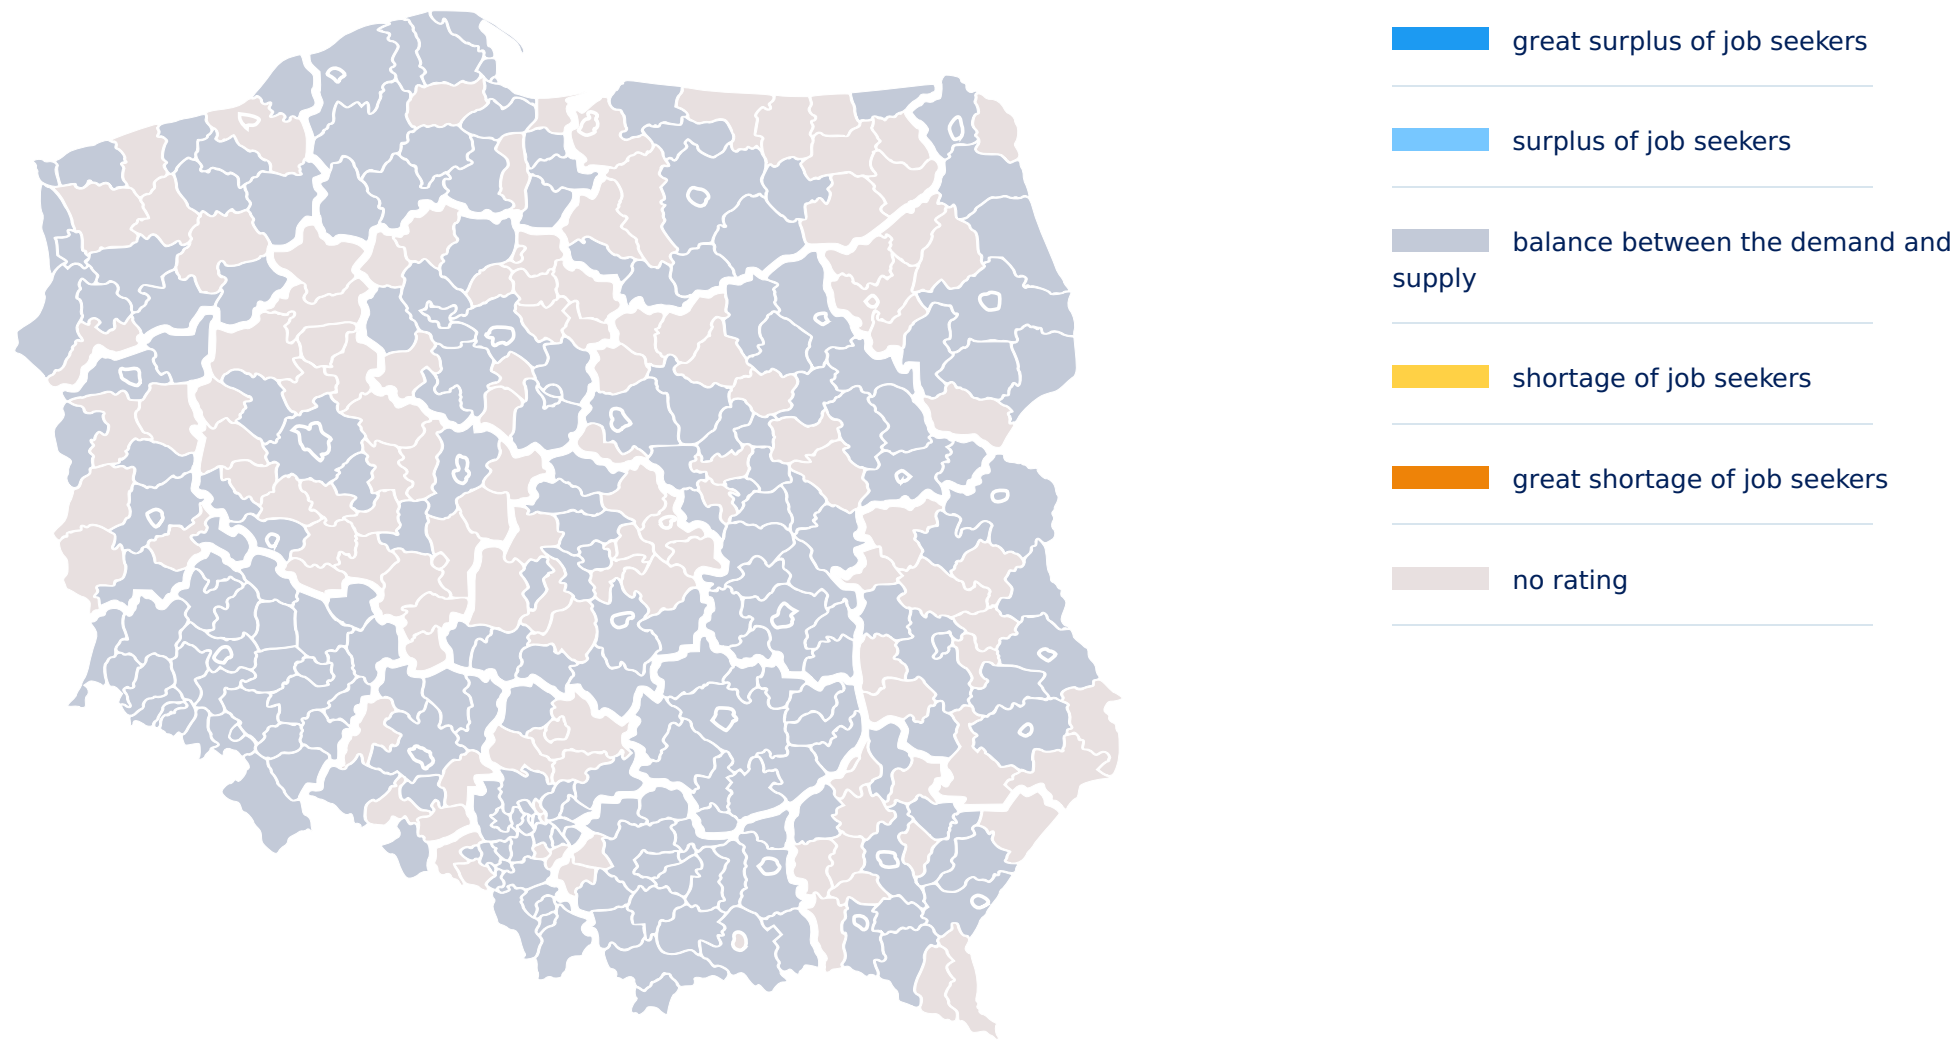 great surplus of job seekers
surplus of job seekers
balance between the demand and
supply
shortage of job seekers
great shortage of job seekers
no rating